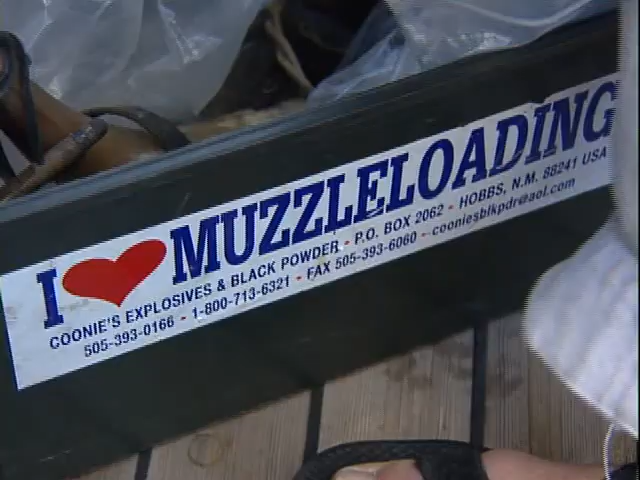 I ❤ MUZZLELOADING
COONIE'S EXPLOSIVES & BLACK POWDER - P.O. BOX 2062 - HOBBS, N.M. 88241 USA
505-393-0166 - 1-800-713-6321 - FAX 505-393-6060 - cooniesblkpdr@aol.com